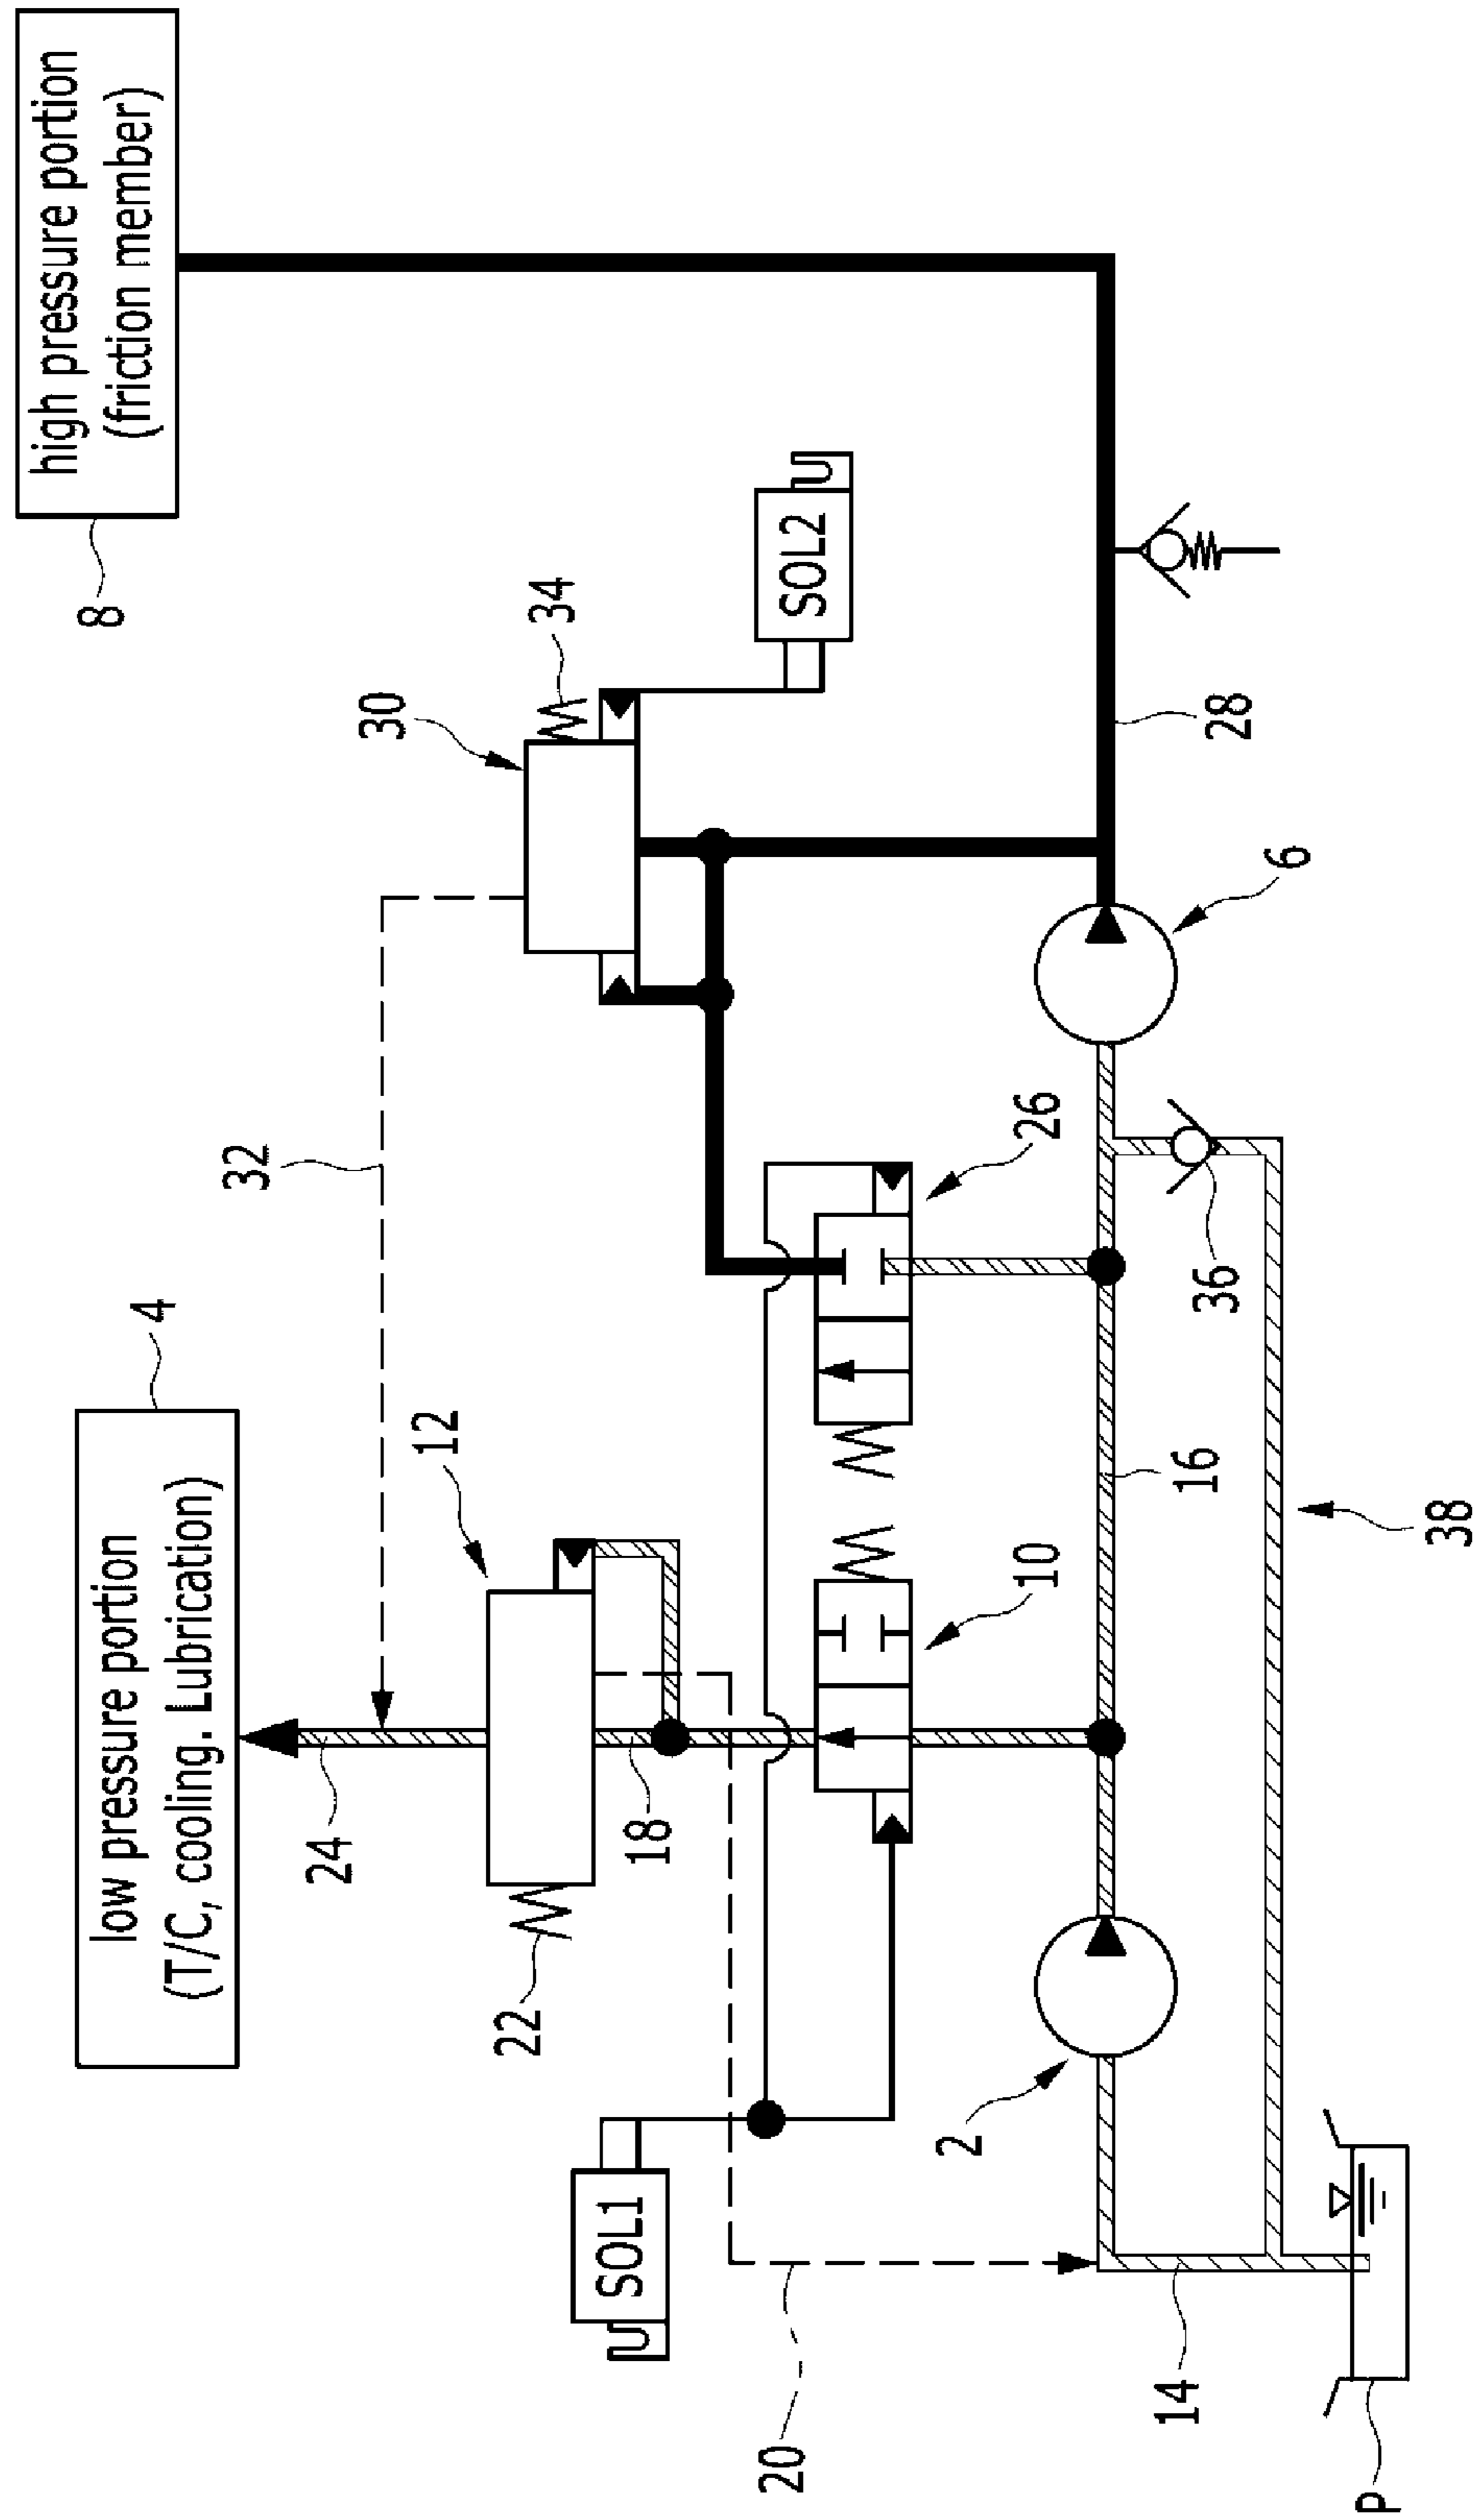 low pressure portion
(T/C, cooling. Lubrication)
4
high pressure portion
(friction member)
8
32
24
12
30
34
22
18
SOL1
SOL2
10
26
20
2
16
36
6
28
14
38
P